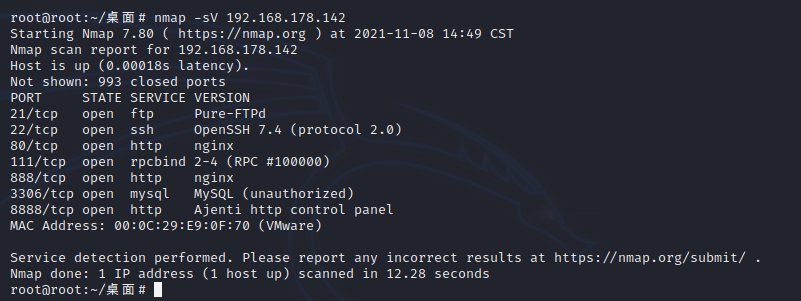 root@root:~/桌面# nmap -sV 192.168.178.142
Starting Nmap 7.80 ( https://nmap.org ) at 2021-11-08 14:49 CST
Nmap scan report for 192.168.178.142
Host is up (0.00018s latency).
Not shown: 993 closed ports
PORT     STATE SERVICE VERSION
21/tcp   open  ftp     Pure-FTPd
22/tcp   open  ssh     OpenSSH 7.4 (protocol 2.0)
80/tcp   open  http    nginx
111/tcp  open  rpcbind 2-4 (RPC #100000)
888/tcp  open  http    nginx
3306/tcp open  mysql   MySQL (unauthorized)
8888/tcp open  http    Ajenti http control panel
MAC Address: 00:0C:29:E9:0F:70 (VMware)

Service detection performed. Please report any incorrect results at https://nmap.org/submit/ .
Nmap done: 1 IP address (1 host up) scanned in 12.28 seconds
root@root:~/桌面#